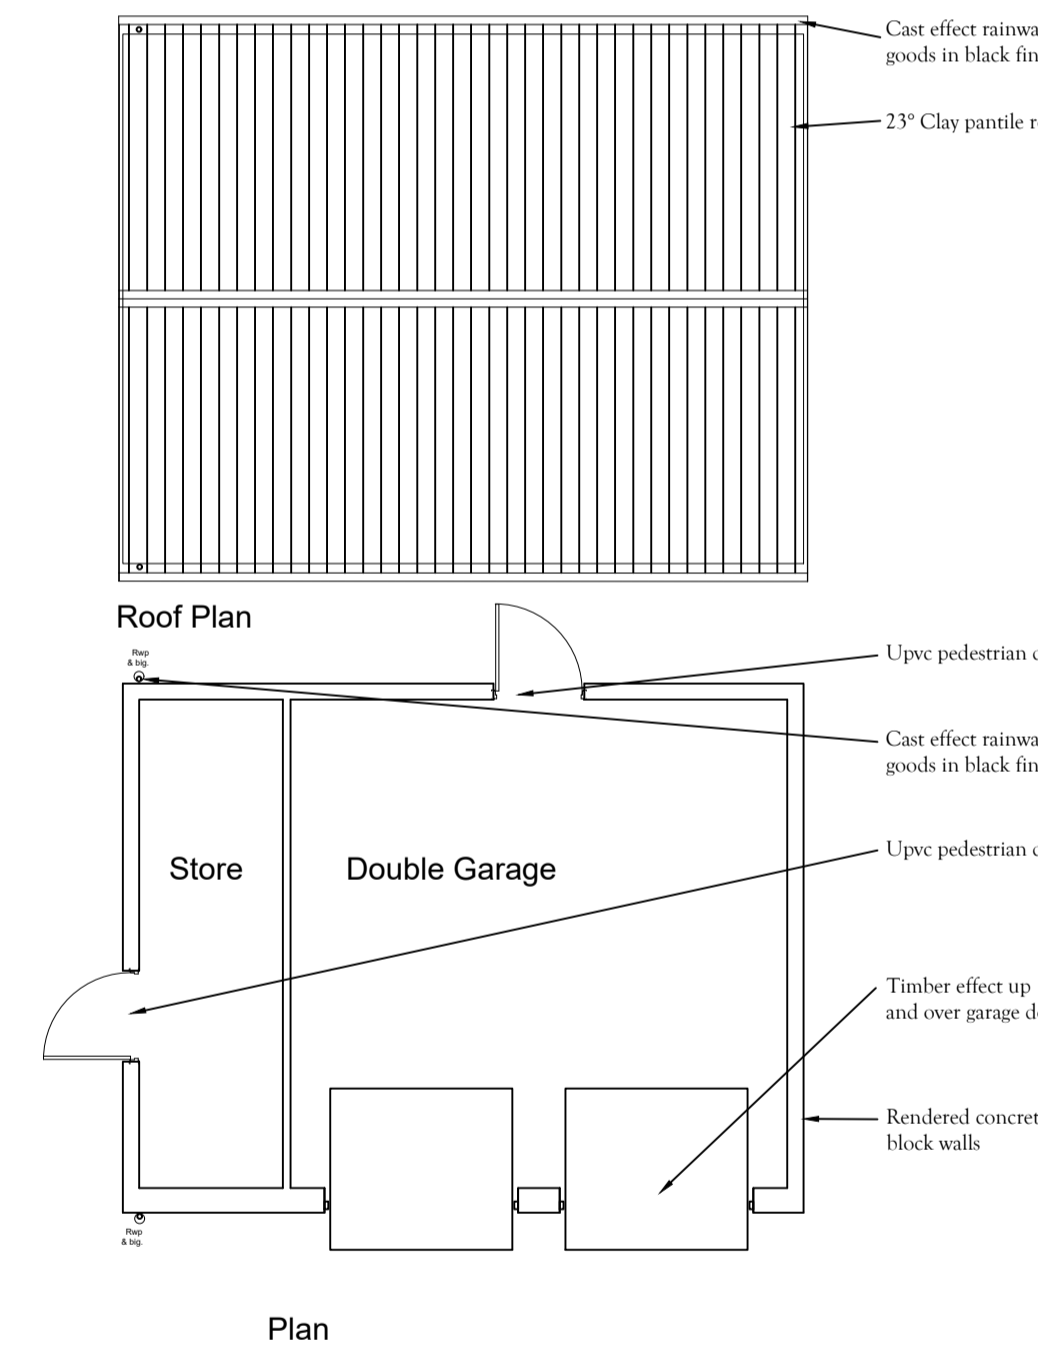 Cast effect rainwa
goods in black fin
23° Clay pantile r
Roof Plan
Rwp
& big.
Upvc pedestrian
Cast effect rainwa
goods in black fin
Store
Double Garage
Upvc pedestrian
Timber effect up
and over garage d
Rendered concret
block walls
Rwp
& big.
Plan